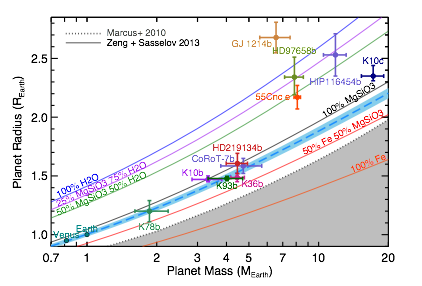 Marcus+ 2010
Zeng + Sasselov 2013
GJ 1214b
HD97658b
HIP116454b
K10c
55Cnc e
100% MgSiO3
HD219134b
50% Fe 50% MgSiO3
CoRoT-7b
100% Fe
K10b
K93b
K36b
100% H2O
25% MgSiO3 75% H2O
50% MgSiO3 50% H2O
K78b
Earth
Venus
Planet Radius (REarth)
2.5
2.0
1.5
1.0
0.7
1
2
3
4
5
7
10
20
Planet Mass (MEarth)